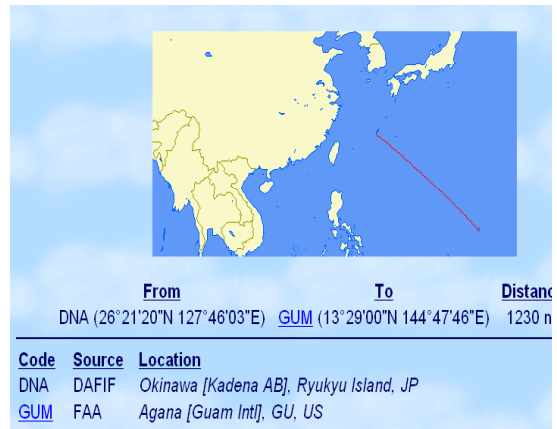 From To Distanc
DNA (26°21'20"N 127°46'03"E) GUM (13°29'00"N 144°47'46"E) 1230 n
Code Source Location
DNA DAFIF Okinawa [Kadena AB], Ryukyu Island, JP
GUM FAA Agana [Guam Intl], GU, US